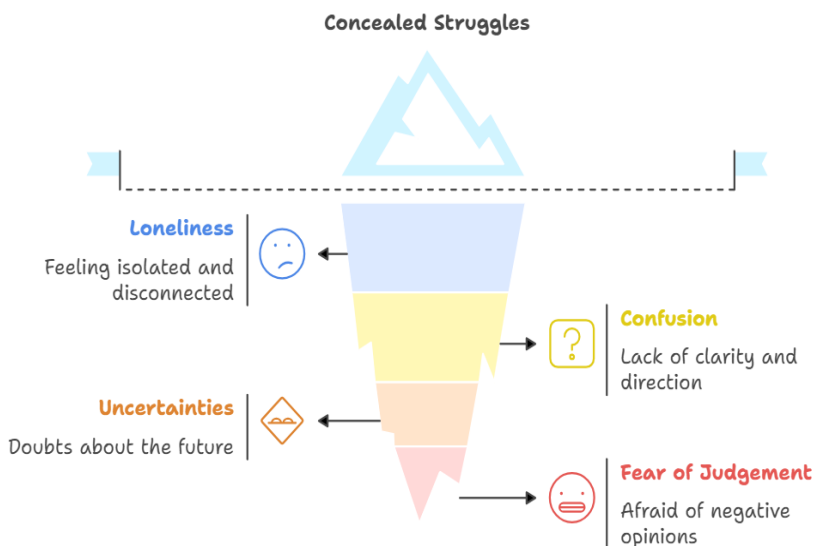 Concealed Struggles
Loneliness
Feeling isolated and
disconnected
?
Confusion
Lack of clarity and
direction
Uncertainties
Doubts about the future
Fear of Judgement
Afraid of negative
opinions